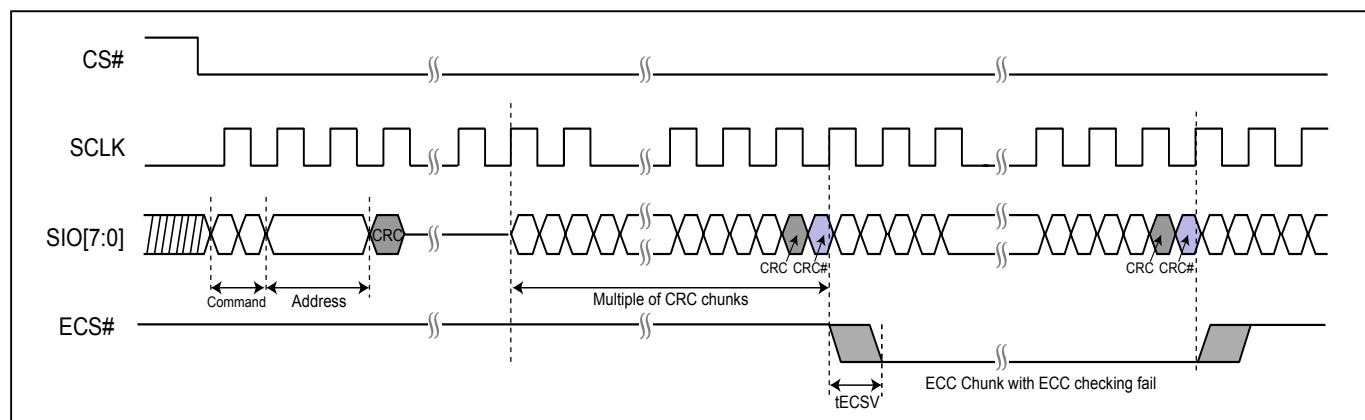 CS#
SCLK
SIO[7:0]
CRC
CRC CRC#
CRC CRC#
Command
Address
Multiple of CRC chunks
ECS#
tECSV
ECC Chunk with ECC checking fail